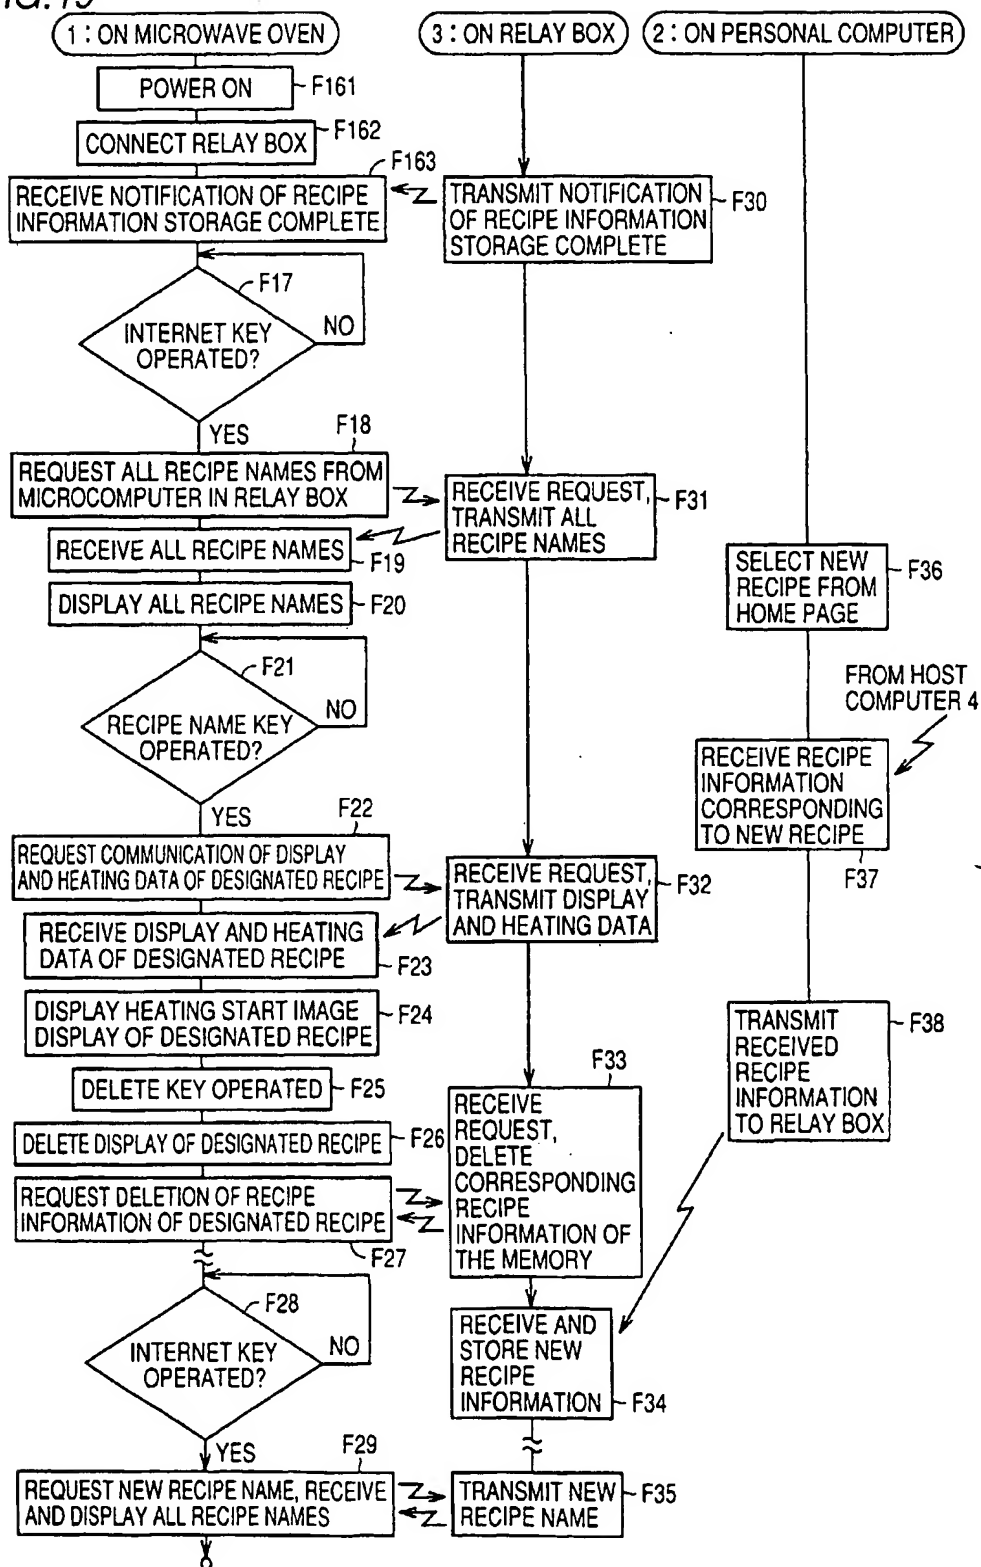 FIG. 19
1 : ON MICROWAVE OVEN
3 : ON RELAY BOX
2 : ON PERSONAL COMPUTER
POWER ON
F161
CONNECT RELAY BOX
F162
F163
RECEIVE NOTIFICATION OF RECIPE
INFORMATION STORAGE COMPLETE
TRANSMIT NOTIFICATION
OF RECIPE INFORMATION
STORAGE COMPLETE
F30
F17
INTERNET KEY
OPERATED?
NO
YES
F18
REQUEST ALL RECIPE NAMES FROM
MICROCOMPUTER IN RELAY BOX
RECEIVE REQUEST,
TRANSMIT ALL
RECIPE NAMES
F31
RECEIVE ALL RECIPE NAMES
F19
DISPLAY ALL RECIPE NAMES
F20
SELECT NEW
RECIPE FROM
HOME PAGE
F36
F21
RECIPE NAME KEY
OPERATED?
NO
YES
FROM HOST
COMPUTER 4
RECEIVE RECIPE
INFORMATION
CORRESPONDING
TO NEW RECIPE
F37
F22
REQUEST COMMUNICATION OF DISPLAY
AND HEATING DATA OF DESIGNATED RECIPE
RECEIVE REQUEST,
TRANSMIT DISPLAY
AND HEATING DATA
F32
RECEIVE DISPLAY AND HEATING
DATA OF DESIGNATED RECIPE
F23
DISPLAY HEATING START IMAGE
DISPLAY OF DESIGNATED RECIPE
F24
TRANSMIT
RECEIVED
RECIPE
INFORMATION
TO RELAY BOX
F38
DELETE KEY OPERATED
F25
F33
RECEIVE
REQUEST,
DELETE
CORRESPONDING
RECIPE
INFORMATION OF
THE MEMORY
DELETE DISPLAY OF DESIGNATED RECIPE
F26
REQUEST DELETION OF RECIPE
INFORMATION OF DESIGNATED RECIPE
F27
F28
INTERNET KEY
OPERATED?
NO
YES
RECEIVE AND
STORE NEW
RECIPE
INFORMATION
F34
F29
REQUEST NEW RECIPE NAME, RECEIVE
AND DISPLAY ALL RECIPE NAMES
TRANSMIT NEW
RECIPE NAME
F35